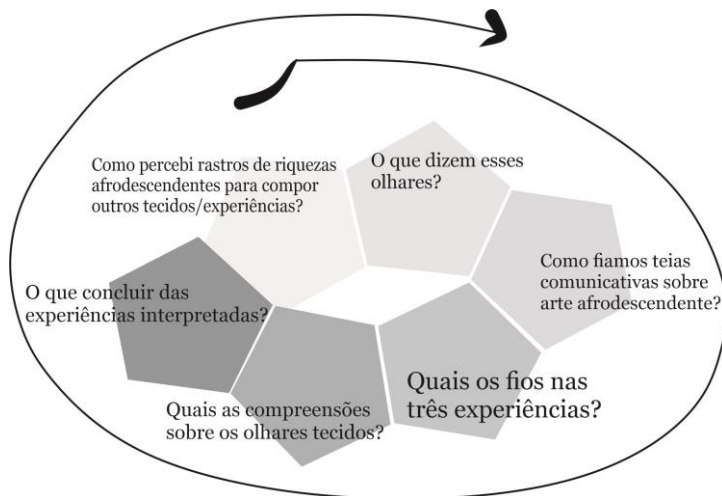 Como percebi rastros de riquezas
afrodescendentes para compor
outros tecidos/experiências?
O que dizem esses
olhares?
Como fiamos teias
comunicativas sobre
arte afrodescendente?
Quais os fios nas
três experiências?
Quais as compreensões
sobre os olhares tecidos?
O que concluir das
experiências interpretadas?